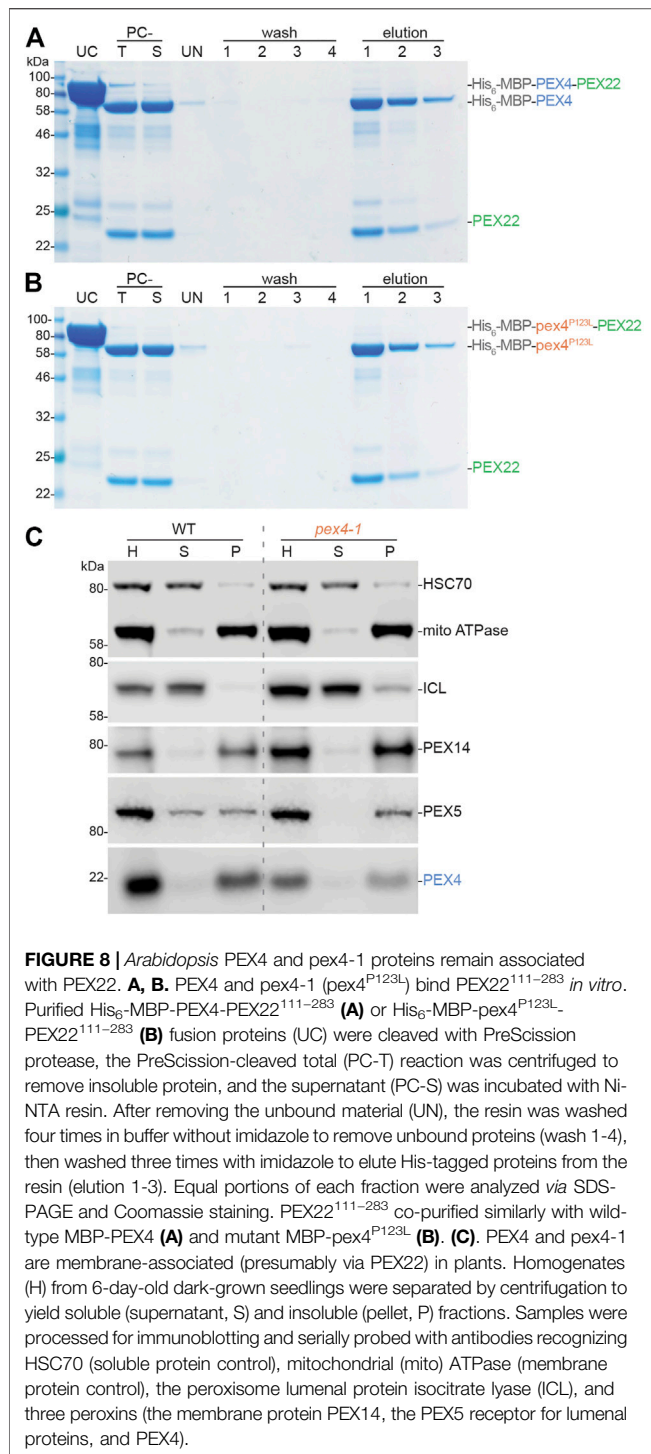 A
PC- wash elution
kDa UC T S UN 1 2 3 4 1 2 3
100-
80-
58-
46-
32-
25-
22-
-His₆-MBP-PEX4-PEX22
-His₆-MBP-PEX4
-PEX22
B
PC- wash elution
UC T S UN 1 2 3 4 1 2 3
100-
80-
58-
46-
32-
25-
22-
-His₆-MBP-pex4ᴾ¹²³ᴸ-PEX22
-His₆-MBP-pex4ᴾ¹²³ᴸ
-PEX22
C
WT pex4-1
H S P H S P
kDa
80- -HSC70
-mito ATPase
58-
80-
-ICL
58-
80- -PEX14
-PEX5
80-
22- -PEX4
FIGURE 8 | Arabidopsis PEX4 and pex4-1 proteins remain associated
with PEX22. A, B. PEX4 and pex4-1 (pex4ᴾ¹²³ᴸ) bind PEX22¹¹¹⁻²⁸³ in vitro.
Purified His₆-MBP-PEX4-PEX22¹¹¹⁻²⁸³ (A) or His₆-MBP-pex4ᴾ¹²³ᴸ-
PEX22¹¹¹⁻²⁸³ (B) fusion proteins (UC) were cleaved with PreScission
protease, the PreScission-cleaved total (PC-T) reaction was centrifuged to
remove insoluble protein, and the supernatant (PC-S) was incubated with Ni-
NTA resin. After removing the unbound material (UN), the resin was washed
four times in buffer without imidazole to remove unbound proteins (wash 1-4),
then washed three times with imidazole to elute His-tagged proteins from the
resin (elution 1-3). Equal portions of each fraction were analyzed via SDS-
PAGE and Coomassie staining. PEX22¹¹¹⁻²⁸³ co-purified similarly with wild-
type MBP-PEX4 (A) and mutant MBP-pex4ᴾ¹²³ᴸ (B). (C). PEX4 and pex4-1
are membrane-associated (presumably via PEX22) in plants. Homogenates
(H) from 6-day-old dark-grown seedlings were separated by centrifugation to
yield soluble (supernatant, S) and insoluble (pellet, P) fractions. Samples were
processed for immunoblotting and serially probed with antibodies recognizing
HSC70 (soluble protein control), mitochondrial (mito) ATPase (membrane
protein control), the peroxisome lumenal protein isocitrate lyase (ICL), and
three peroxins (the membrane protein PEX14, the PEX5 receptor for lumenal
proteins, and PEX4).